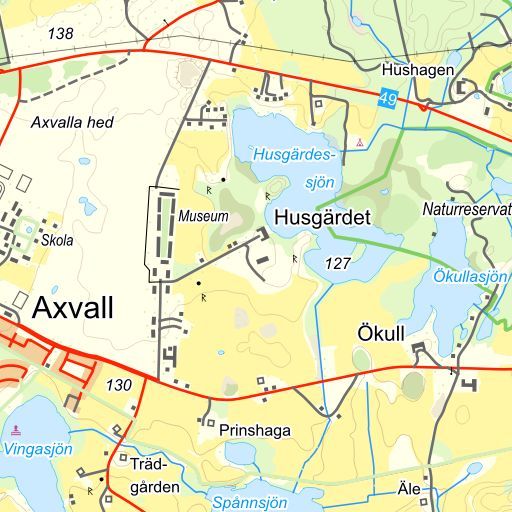 138
Hushagen
49
Axvalla hed
Husgärdes-
sjön
Museum
Husgärdet
Naturreservat
Skola
127
Ökullasjön
Axvall
Ökull
130
Prinshaga
Vingasjön
Träd-
gården
Äle
Spånnsjön
R
R
R
R
R
R